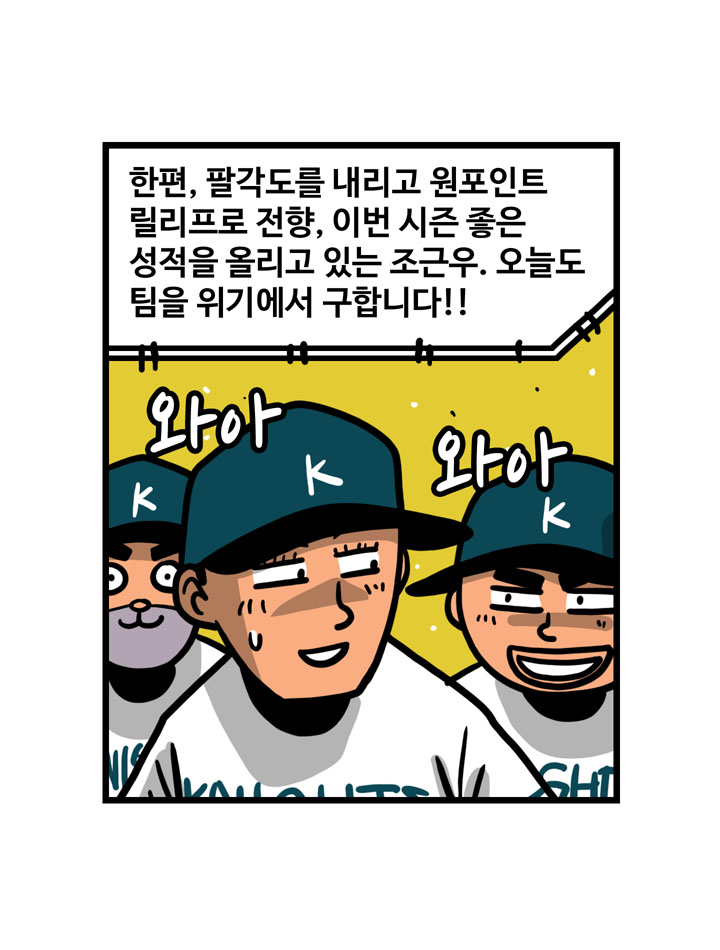 한편, 팔각도를 내리고 원포인트
릴리프로 전향, 이번 시즌 좋은
성적을 올리고 있는 조근우. 오늘도
팀을 위기에서 구합니다!!
와아
와아
K
K
K